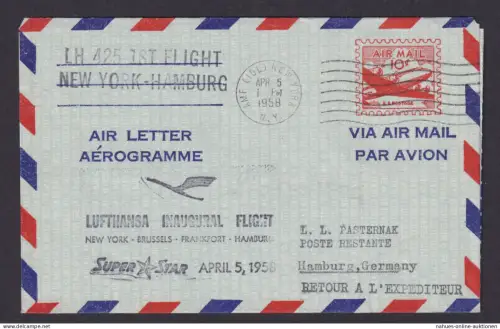 LH 425 1ST FLIGHT
NEW YORK-HAMBURG
APR 5
1 PM
1958
N.Y.
AIR MAIL
10¢
U.S. POSTAGE
AIR LETTER
AÉROGRAMME
VIA AIR MAIL
PAR AVION
LUFTHANSA INAUGURAL FLIGHT
NEW YORK - BRUSSELS - FRANKFORT - HAMBURG
SUPER STAR APRIL 5, 1958
L. L. PASTERNAK
POSTE RESTANTE
Hamburg, Germany
RETOUR A L'EXPEDITEUR